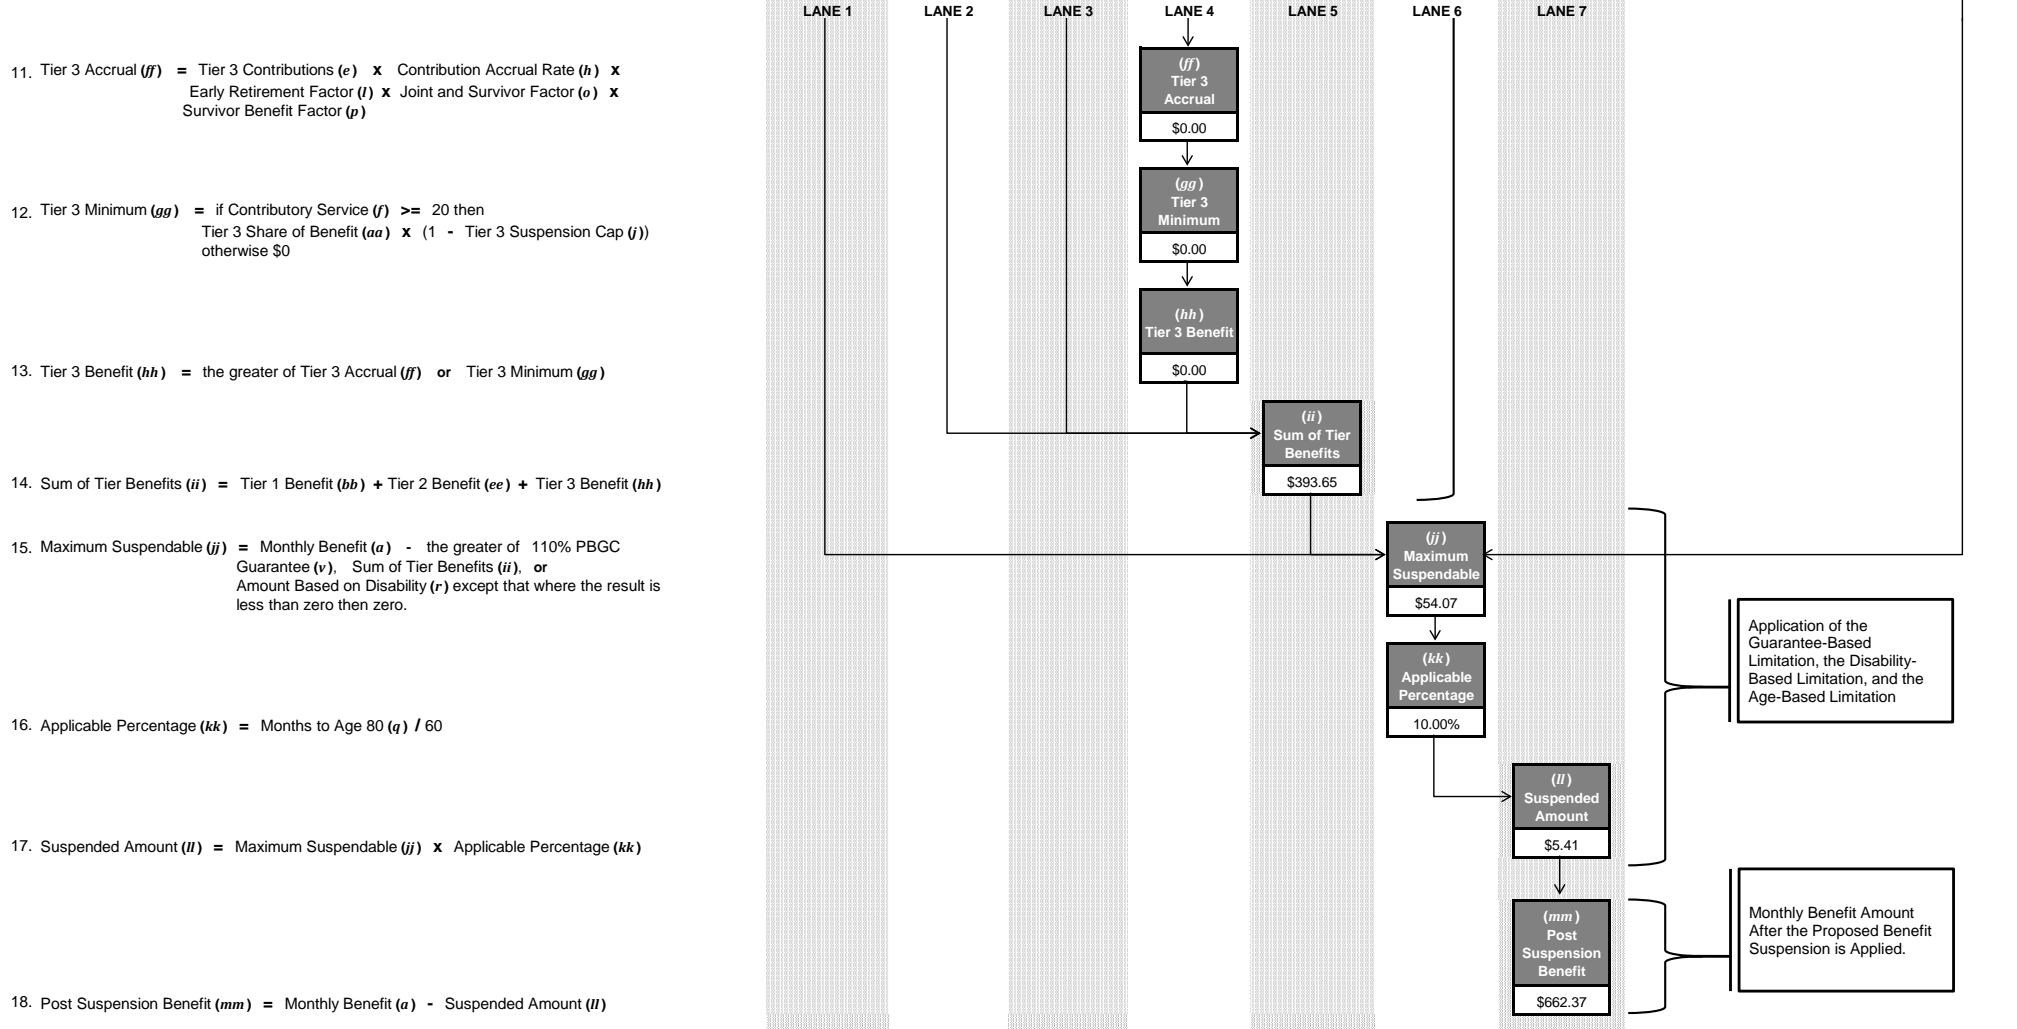 LANE 1 LANE 2 LANE 3 LANE 4 LANE 5 LANE 6 LANE 7
11. Tier 3 Accrual (ff) = Tier 3 Contributions (e) x Contribution Accrual Rate (h) x
Early Retirement Factor (l) x Joint and Survivor Factor (o) x
Survivor Benefit Factor (p)
(ff)
Tier 3
Accrual
$0.00
12. Tier 3 Minimum (gg) = if Contributory Service (f) >= 20 then
Tier 3 Share of Benefit (aa) x (1 - Tier 3 Suspension Cap (j))
otherwise $0
(gg)
Tier 3
Minimum
$0.00
13. Tier 3 Benefit (hh) = the greater of Tier 3 Accrual (ff) or Tier 3 Minimum (gg)
(hh)
Tier 3 Benefit
$0.00
14. Sum of Tier Benefits (ii) = Tier 1 Benefit (bb) + Tier 2 Benefit (ee) + Tier 3 Benefit (hh)
(ii)
Sum of Tier
Benefits
$393.65
15. Maximum Suspendable (jj) = Monthly Benefit (a) - the greater of 110% PBGC
Guarantee (v), Sum of Tier Benefits (ii), or
Amount Based on Disability (r) except that where the result is
less than zero then zero.
(jj)
Maximum
Suspendable
$54.07
16. Applicable Percentage (kk) = Months to Age 80 (q) / 60
(kk)
Applicable
Percentage
10.00%
Application of the
Guarantee-Based
Limitation, the Disability-
Based Limitation, and the
Age-Based Limitation
17. Suspended Amount (ll) = Maximum Suspendable (jj) x Applicable Percentage (kk)
(ll)
Suspended
Amount
$5.41
18. Post Suspension Benefit (mm) = Monthly Benefit (a) - Suspended Amount (ll)
(mm)
Post
Suspension
Benefit
$662.37
Monthly Benefit Amount
After the Proposed Benefit
Suspension is Applied.